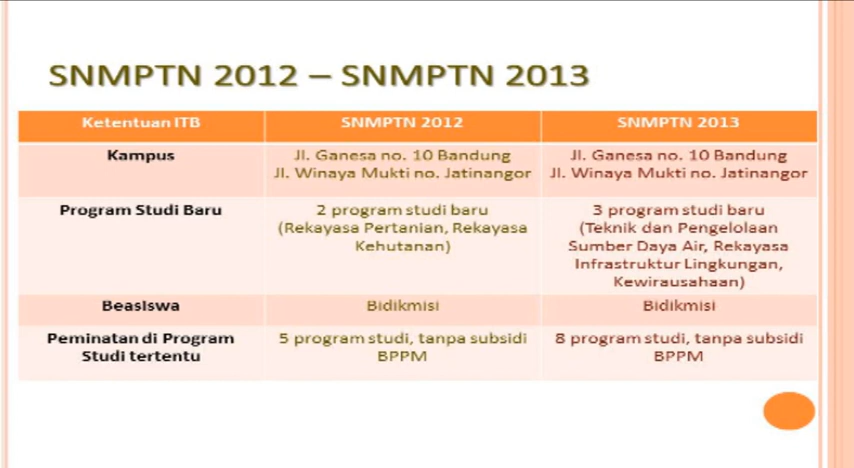 SNMPTN 2012 – SNMPTN 2013
Ketentuan ITB SNMPTN 2012 SNMPTN 2013
Kampus
Jl. Ganesa no. 10 Bandung
Jl. Winaya Mukti no. Jatinangor
Jl. Ganesa no. 10 Bandung
Jl. Winaya Mukti no. Jatinangor
Program Studi Baru
2 program studi baru
(Rekayasa Pertanian, Rekayasa
Kehutanan)
3 program studi baru
(Teknik dan Pengelolaan
Sumber Daya Air, Rekayasa
Infrastruktur Lingkungan,
Kewirausahaan)
Beasiswa Bidikmisi Bidikmisi
Peminatan di Program
Studi tertentu
5 program studi, tanpa subsidi
BPPM
8 program studi, tanpa subsidi
BPPM